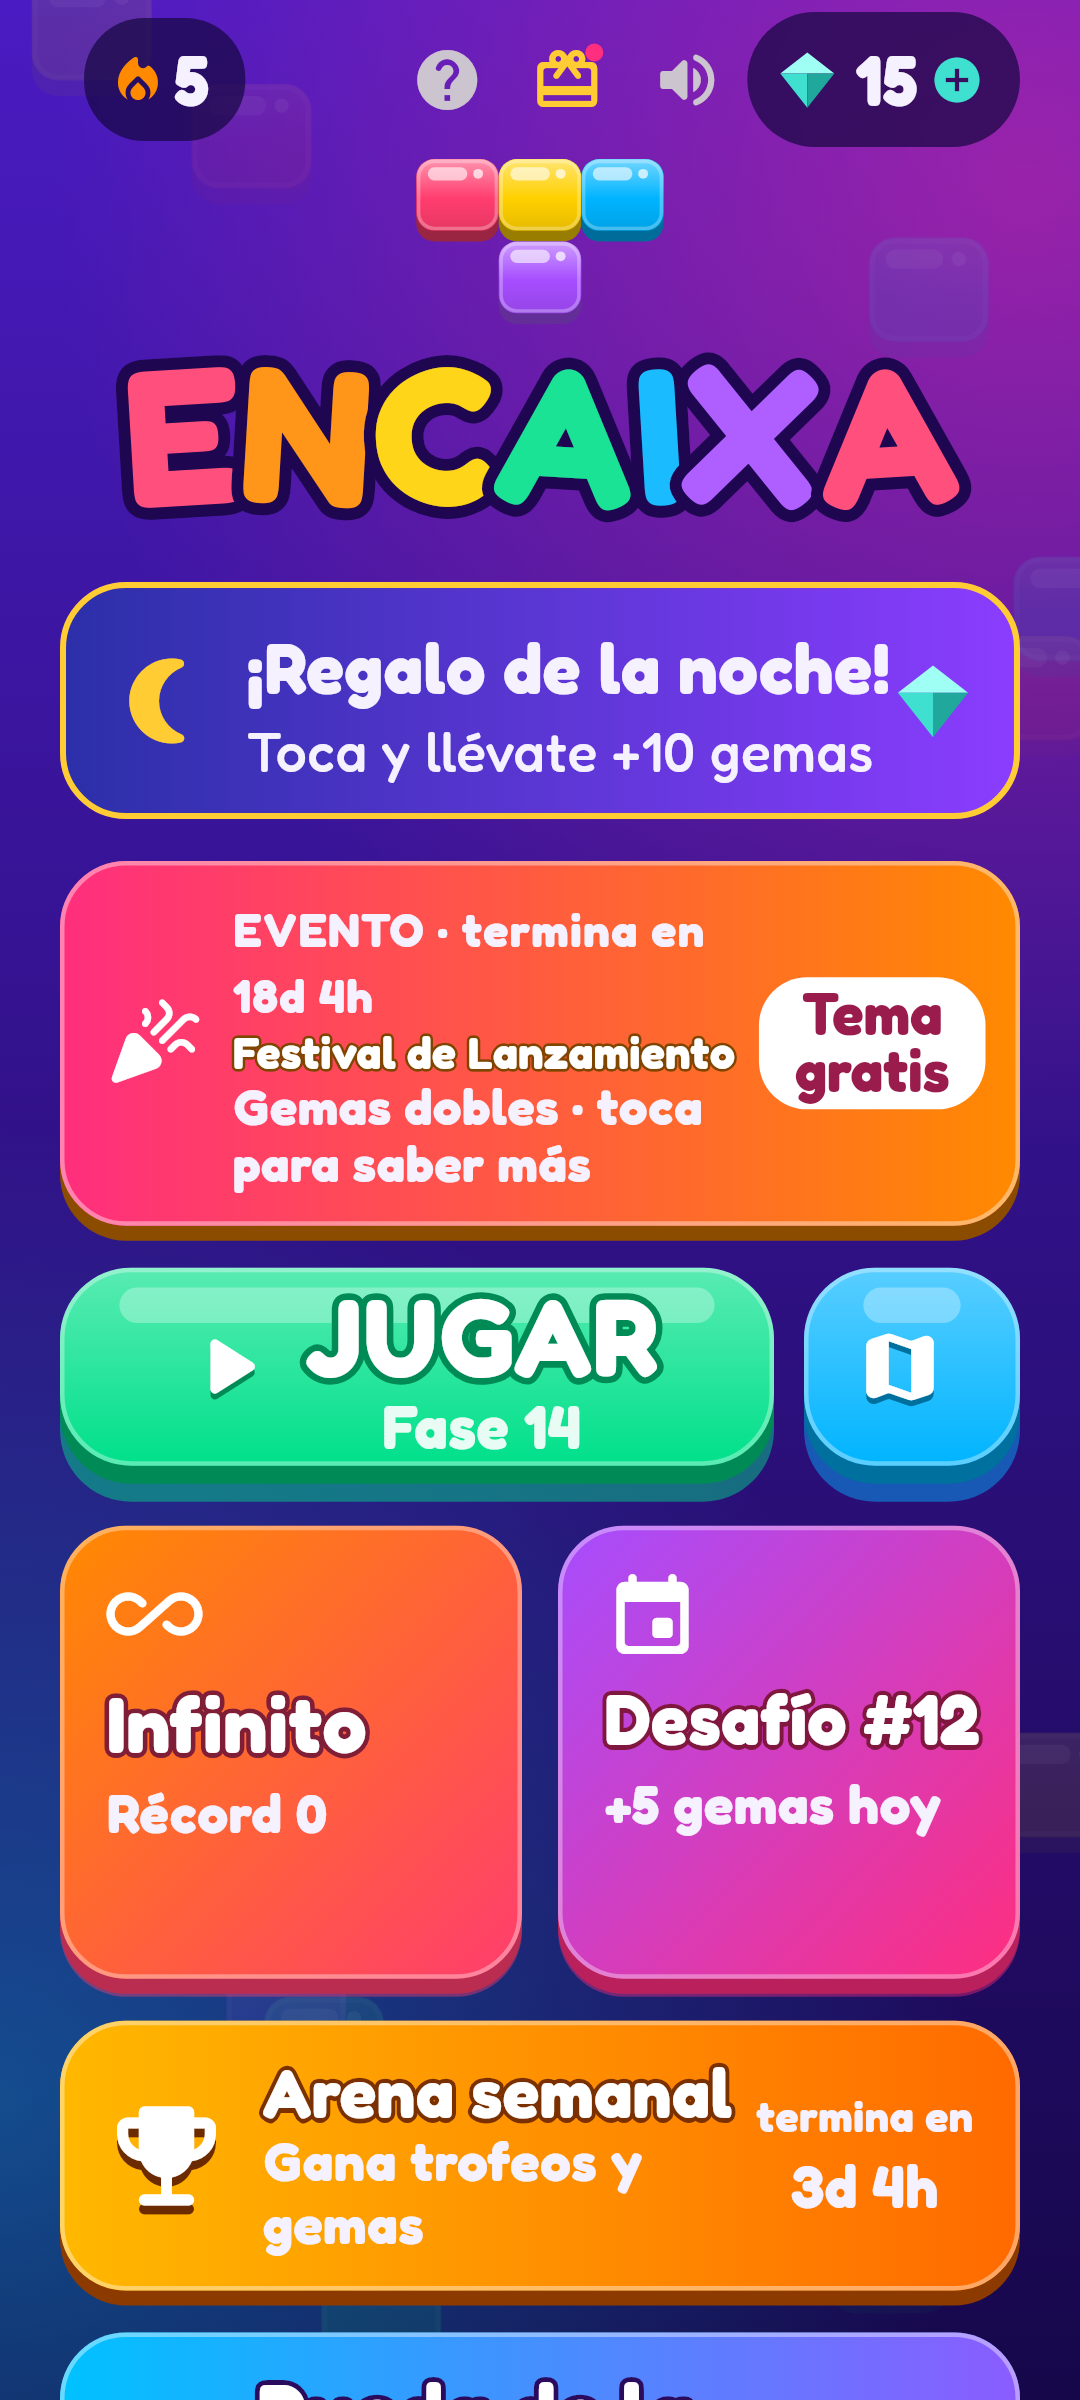 5
15
ENCAIXA
¡Regalo de la noche!
Toca y llévate +10 gemas
EVENTO · termina en
18d 4h
Festival de Lanzamiento
Gemas dobles · toca
para saber más
Tema
gratis
JUGAR
Fase 14
Infinito
Récord 0
Desafío #12
+5 gemas hoy
Arena semanal
Gana trofeos y
gemas
termina en
3d 4h